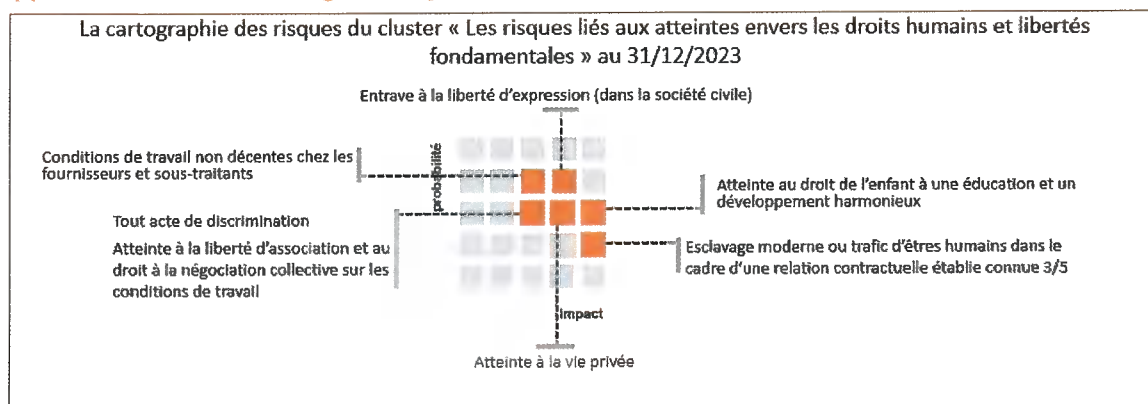 La cartographie des risques du cluster « Les risques liés aux atteintes envers les droits humains et libertés
fondamentales » au 31/12/2023
Entrave à la liberté d'expression (dans la société civile)
probabilité
Conditions de travail non décentes chez les
fournisseurs et sous-traitants
Atteinte au droit de l'enfant à une éducation et un
développement harmonieux
Tout acte de discrimination
Atteinte à la liberté d'association et au
droit à la négociation collective sur les
conditions de travail
Esclavage moderne ou trafic d'êtres humains dans le
cadre d'une relation contractuelle établie connue 3/5
Impact
Atteinte à la vie privée